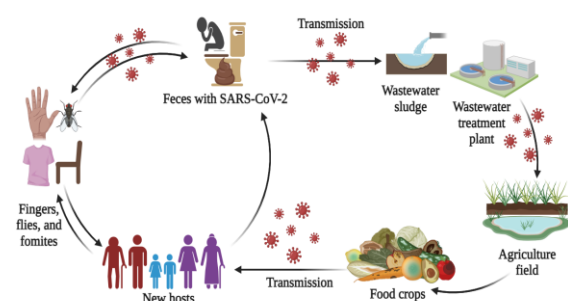 Transmission
Feces with SARS-CoV-2
Wastewater
sludge
Wastewater
treatment
plant
Fingers,
flies, and
fomites
Agriculture
field
Transmission
Food crops
New hosts